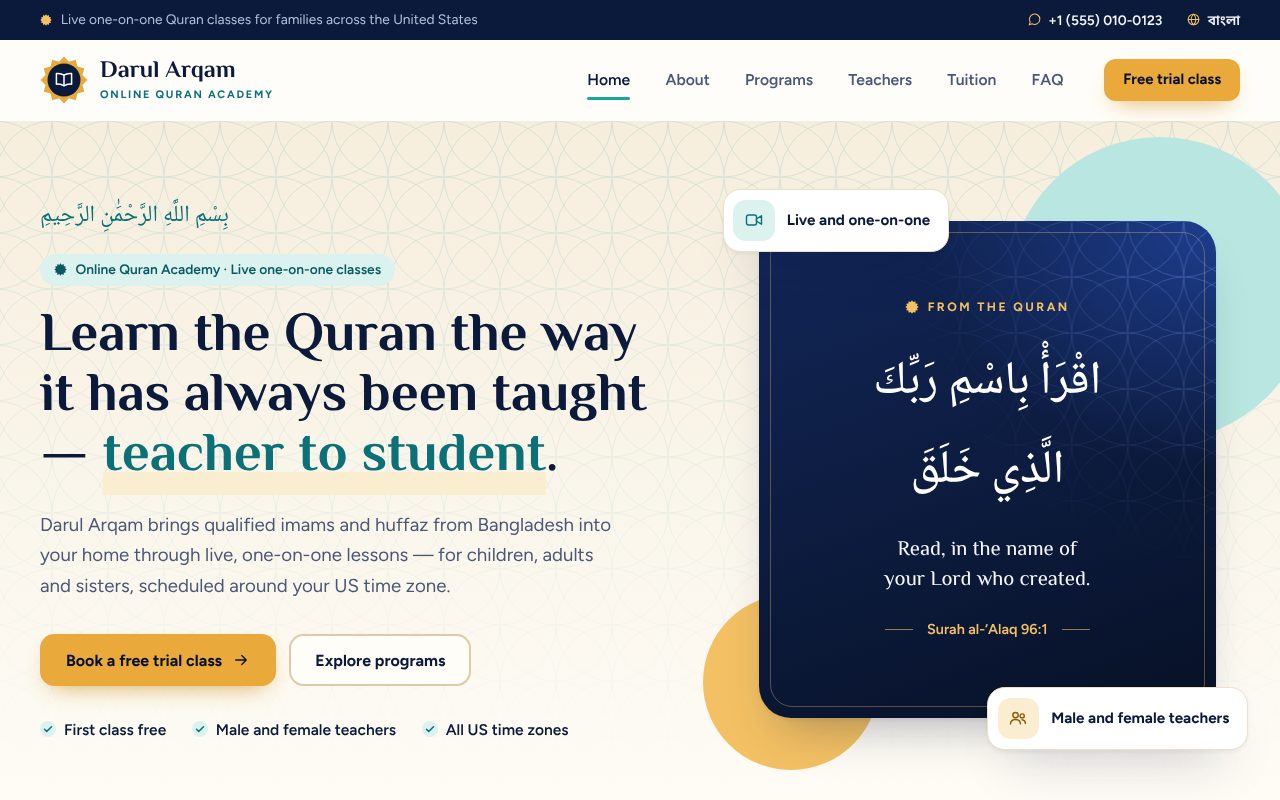 Live one-on-one Quran classes for families across the United States
+1 (555) 010-0123
বাংলা
Darul Arqam
ONLINE QURAN ACADEMY
Home
About
Programs
Teachers
Tuition
FAQ
Free trial class
بِسْمِ اللَّهِ الرَّحْمَٰنِ الرَّحِيمِ
Online Quran Academy · Live one-on-one classes
Learn the Quran the way
it has always been taught
— teacher to student.
Darul Arqam brings qualified imams and huffaz from Bangladesh into
your home through live, one-on-one lessons — for children, adults
and sisters, scheduled around your US time zone.
Book a free trial class
Explore programs
First class free
Male and female teachers
All US time zones
Live and one-on-one
FROM THE QURAN
اقْرَأْ بِاسْمِ رَبِّكَ
الَّذِي خَلَقَ
Read, in the name of
your Lord who created.
Surah al-‘Alaq 96:1
Male and female teachers